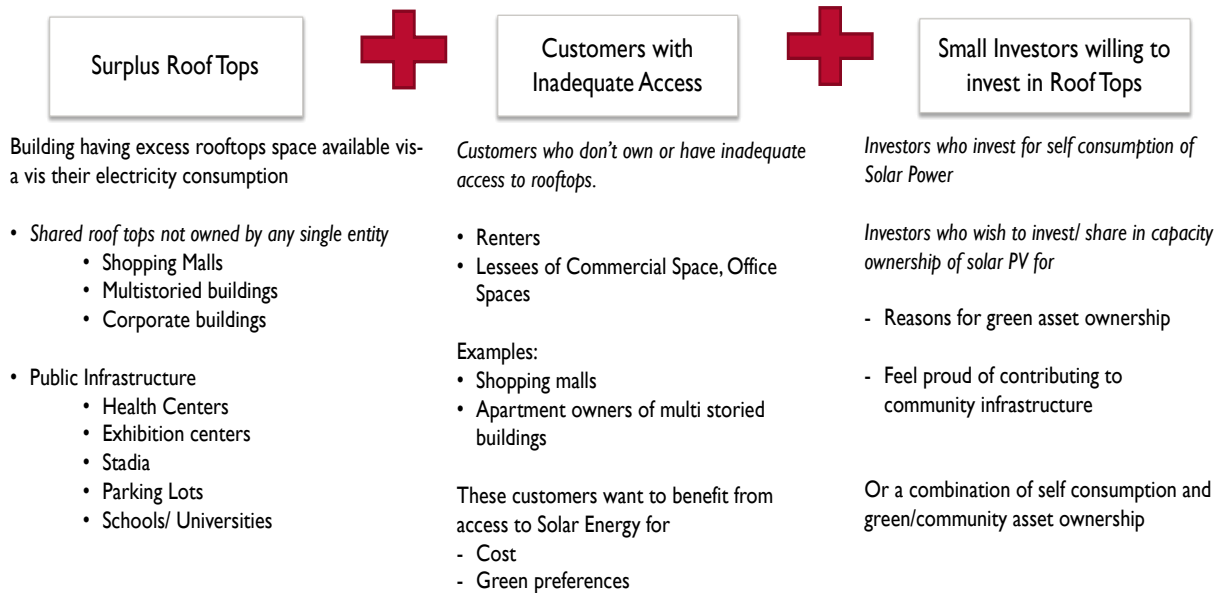 Surplus Roof Tops
Building having excess rooftops space available vis-
a vis their electricity consumption
• Shared roof tops not owned by any single entity
• Shopping Malls
• Multistoried buildings
• Corporate buildings
• Public Infrastructure
• Health Centers
• Exhibition centers
• Stadia
• Parking Lots
• Schools/ Universities
Customers with
Inadequate Access
Customers who don't own or have inadequate
access to rooftops.
• Renters
• Lessees of Commercial Space, Office
Spaces
Examples:
• Shopping malls
• Apartment owners of multi storied
buildings
These customers want to benefit from
access to Solar Energy for
- Cost
- Green preferences
Small Investors willing to
invest in Roof Tops
Investors who invest for self consumption of
Solar Power
Investors who wish to invest/ share in capacity
ownership of solar PV for
- Reasons for green asset ownership
- Feel proud of contributing to
community infrastructure
Or a combination of self consumption and
green/community asset ownership